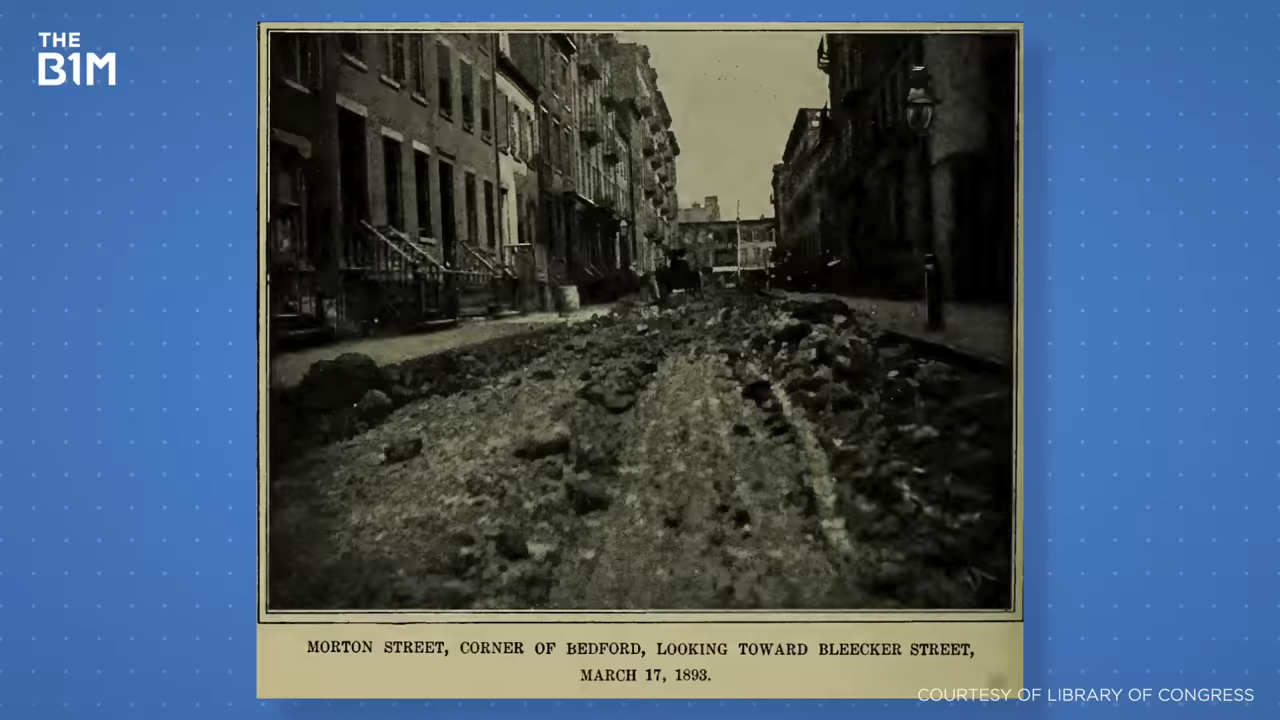 THE
B1M
MORTON STREET, CORNER OF BEDFORD, LOOKING TOWARD BLEECKER STREET,
MARCH 17, 1893.
COURTESY OF LIBRARY OF CONGRESS